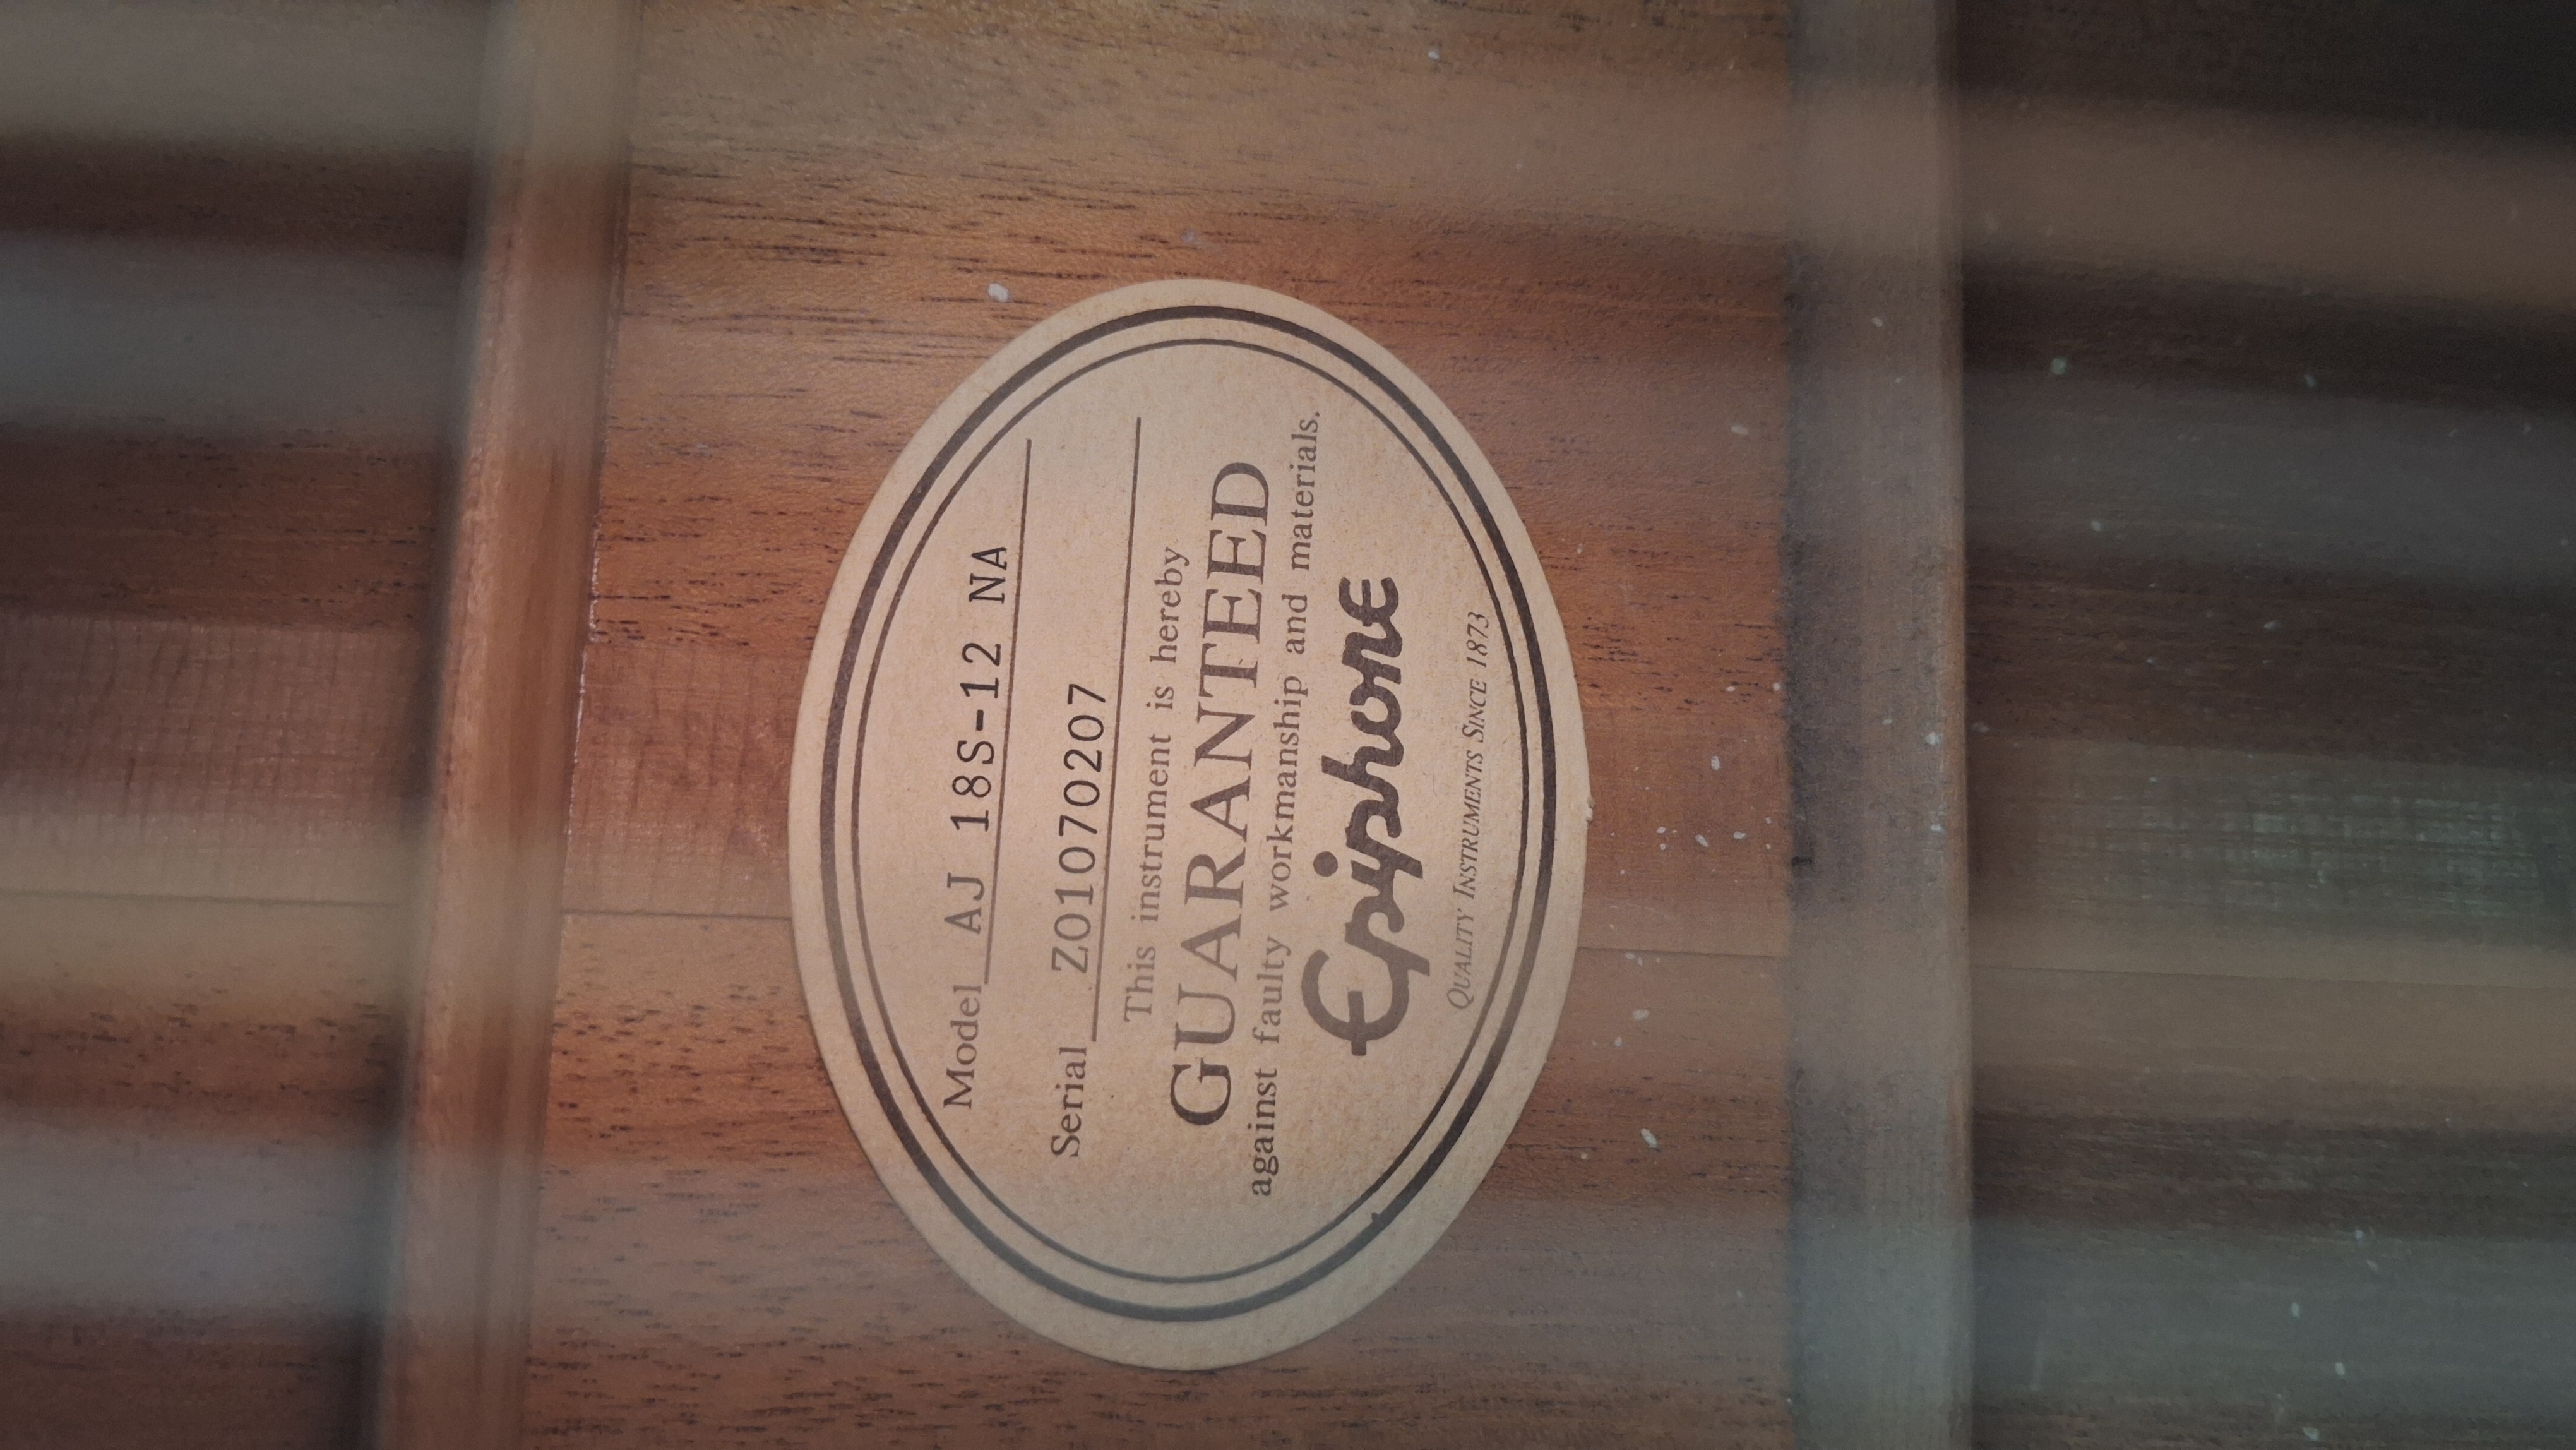 Model AJ 18S-12 NA
Serial Z01070207
This instrument is hereby
GUARANTEED
against faulty workmanship and materials.
Epiphone
QUALITY INSTRUMENTS SINCE 1873